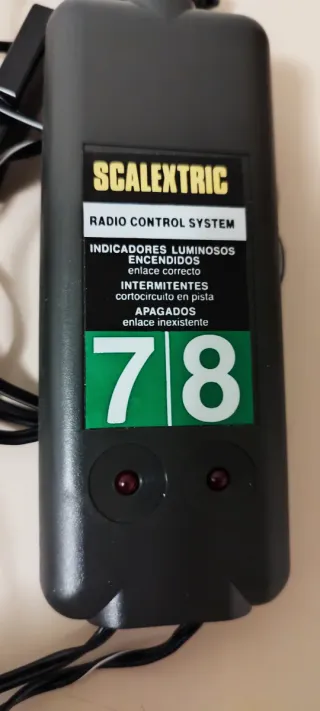 SCALEXTRIC
RADIO CONTROL SYSTEM
INDICADORES LUMINOSOS
ENCENDIDOS
enlace correcto
INTERMITENTES
cortocircuito en pista
APAGADOS
enlace inexistente
7 8